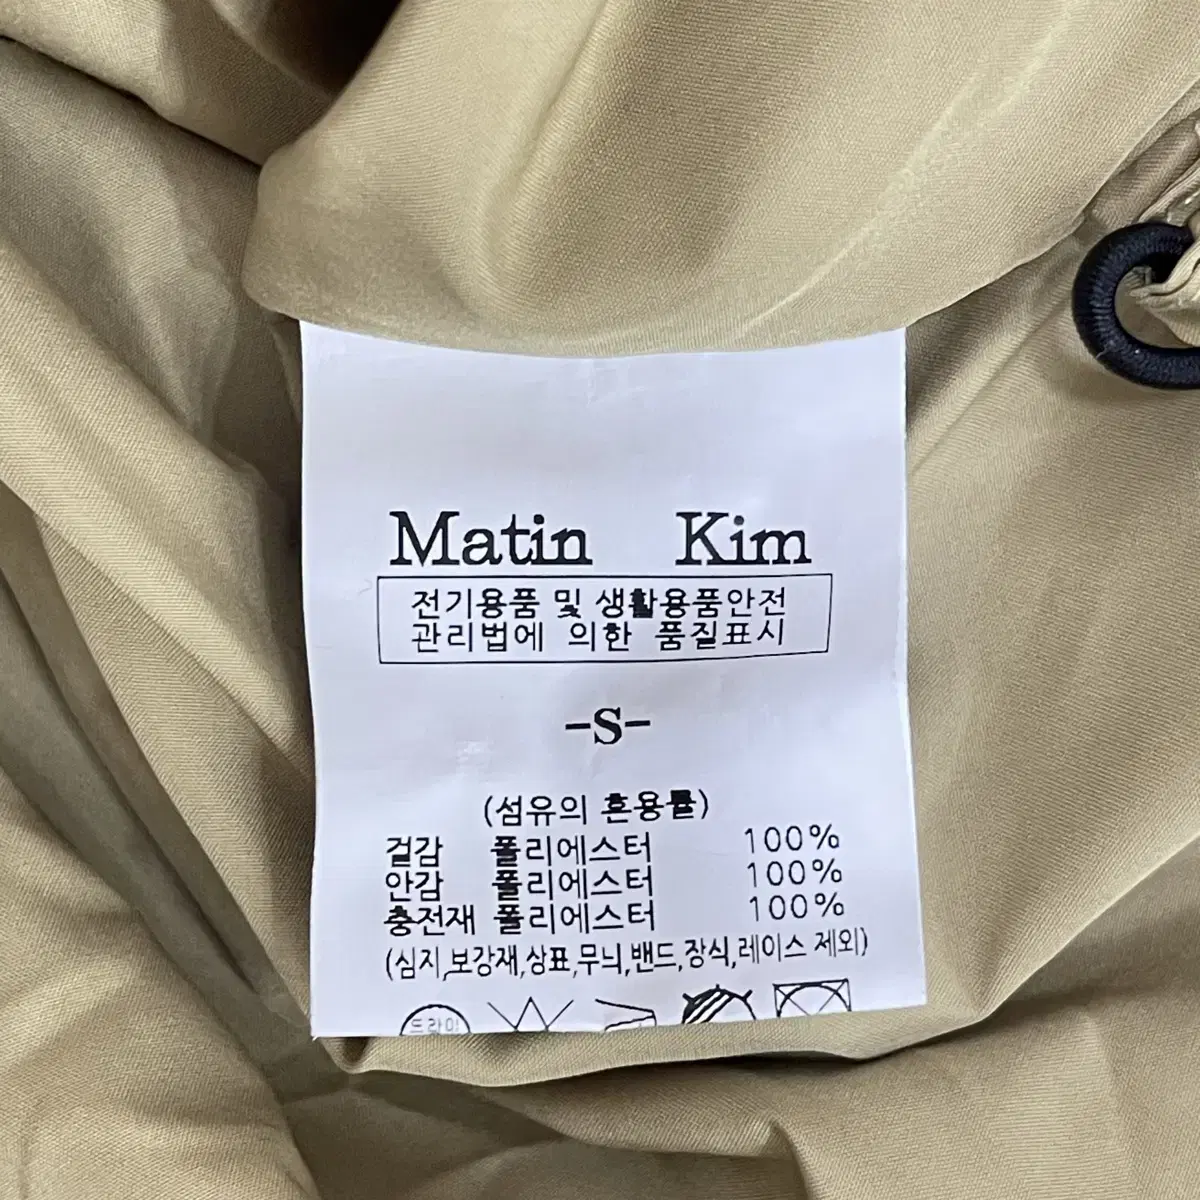 Matin Kim
전기용품 및 생활용품안전
관리법에 의한 품질표시
-S-
(섬유의 혼용률)
겉감 폴리에스터 100%
안감 폴리에스터 100%
충전재 폴리에스터 100%
(심지,보강재,상표,무늬,밴드,장식,레이스 제외)